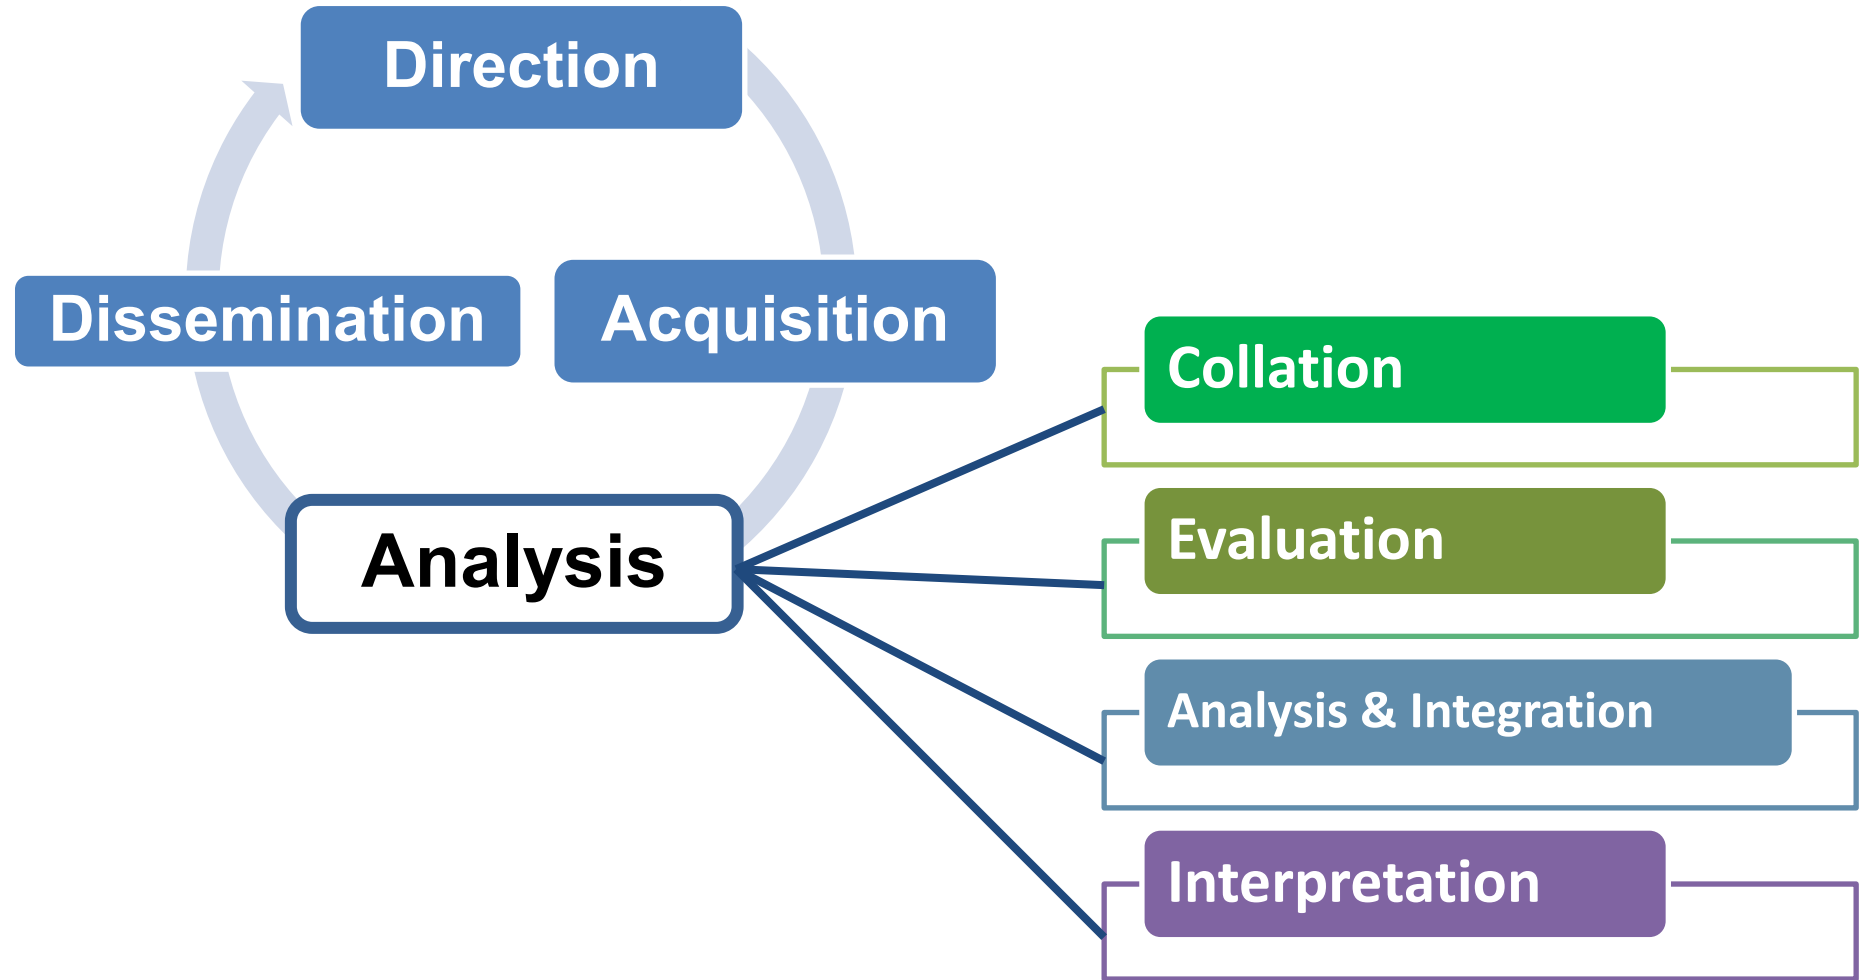 Direction
Dissemination
Acquisition
Analysis
Collation
Evaluation
Analysis & Integration
Interpretation